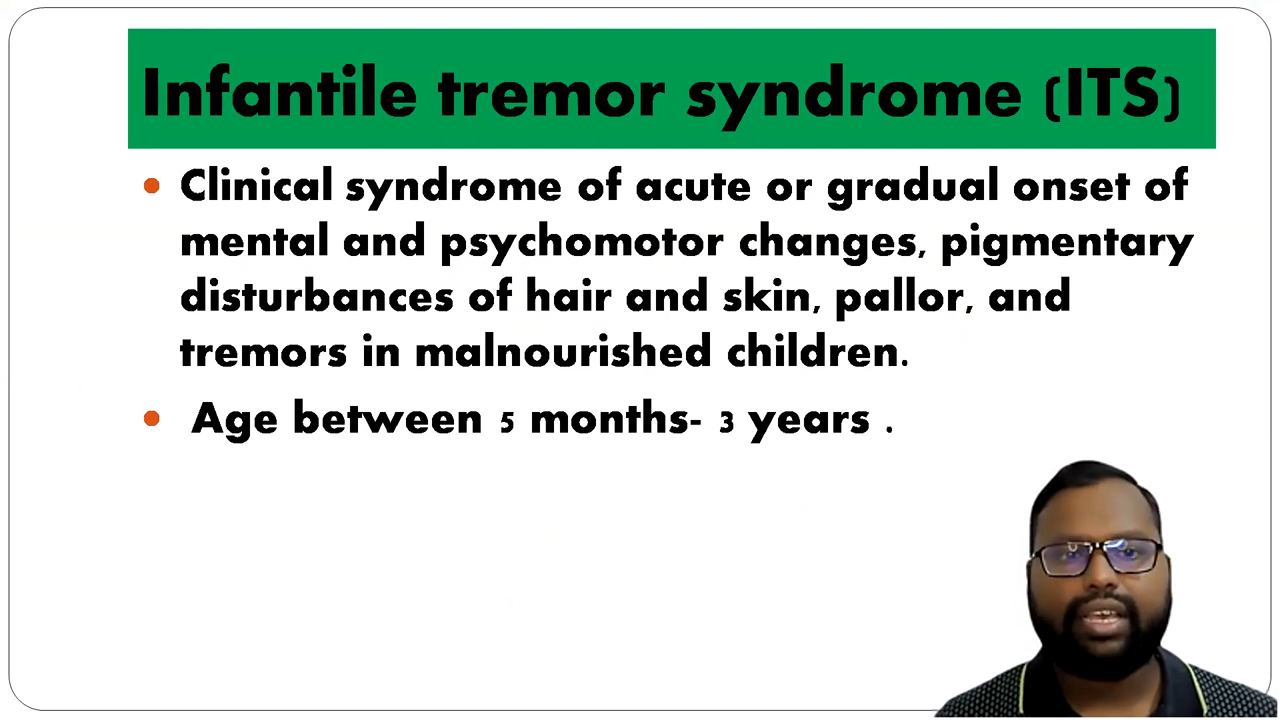 Infantile tremor syndrome (ITS)
• Clinical syndrome of acute or gradual onset of
mental and psychomotor changes, pigmentary
disturbances of hair and skin, pallor, and
tremors in malnourished children.
• Age between 5 months- 3 years .